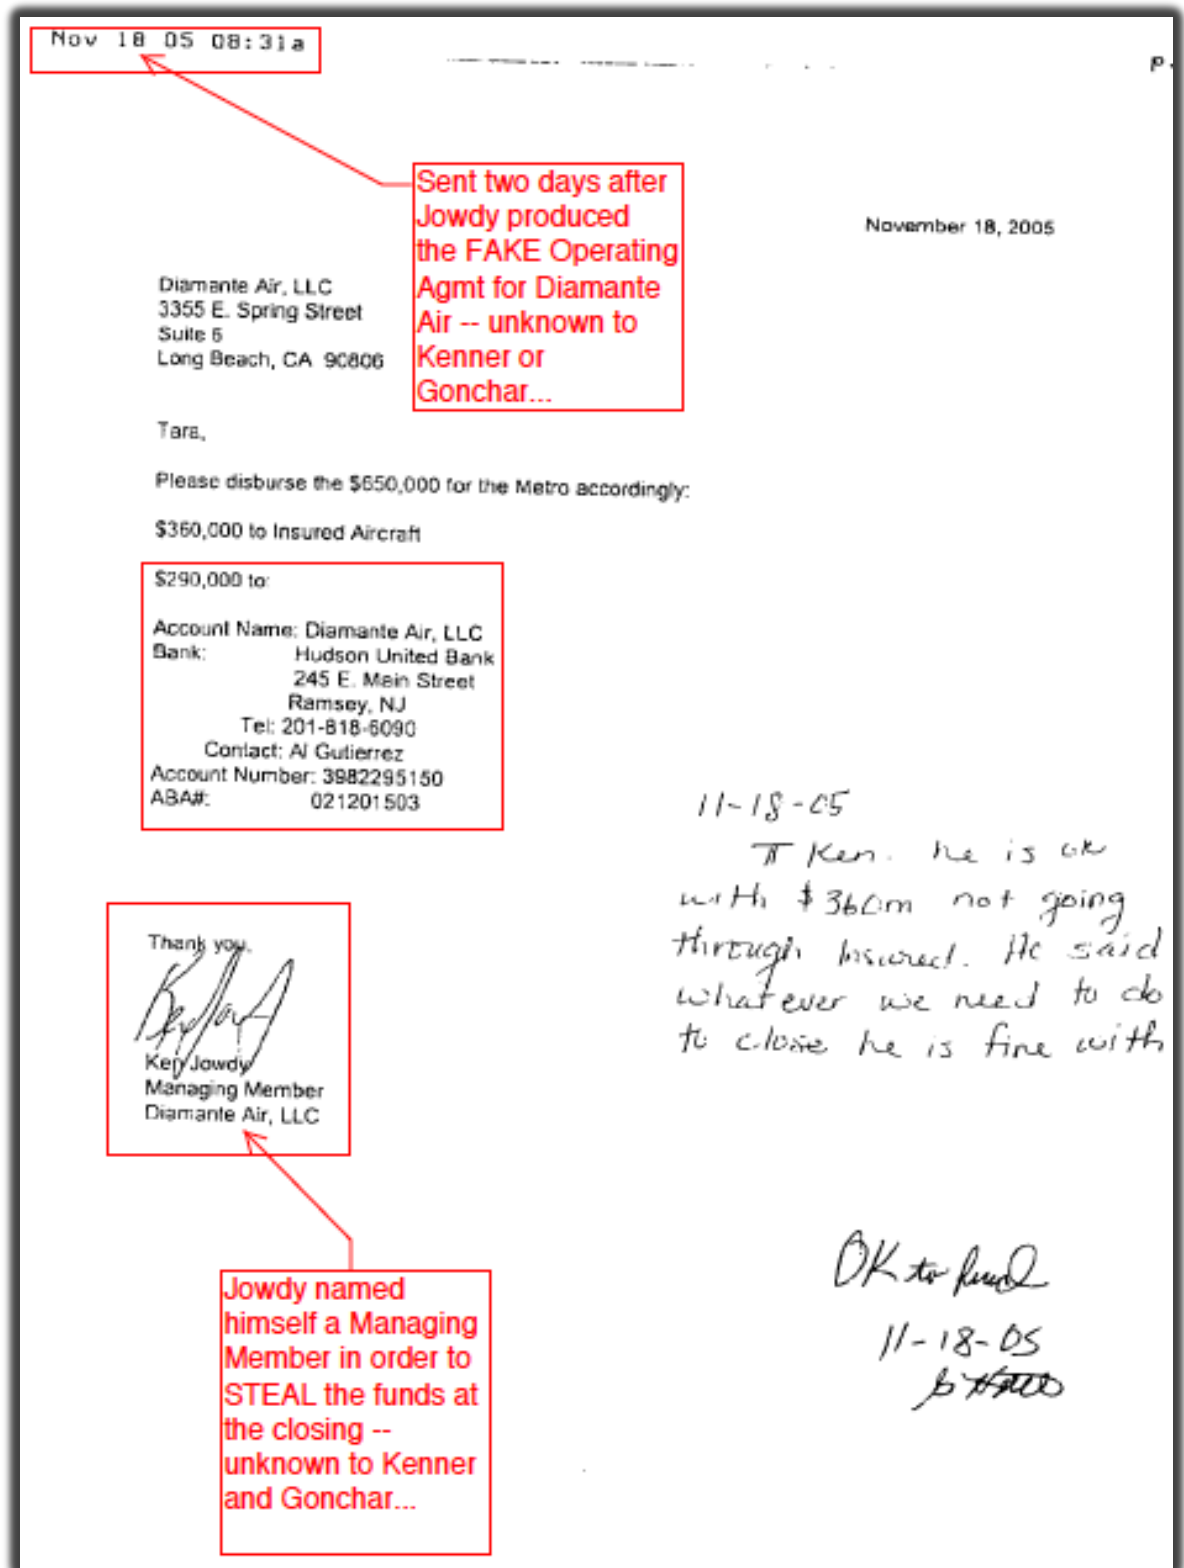 Nov 18 05 08:31a
p.
Sent two days after
Jowdy produced
the FAKE Operating
Agmt for Diamante
Air -- unknown to
Kenner or
Gonchar...
November 18, 2005
Diamante Air, LLC
3355 E. Spring Street
Suite 6
Long Beach, CA 90806
Tara,
Please disburse the $650,000 for the Metro accordingly:
$360,000 to Insured Aircraft
$290,000 to:
Account Name: Diamante Air, LLC
Bank: Hudson United Bank
245 E. Main Street
Ramsey, NJ
Tel: 201-818-6090
Contact: Al Gutierrez
Account Number: 3982295150
ABA#: 021201503
11-18-05
Ken. he is ok
with $360m not going
through Insured. He said
whatever we need to do
to close he is fine with
Thank you,
Ken Jowdy
Managing Member
Diamante Air, LLC
OK to fund
11-18-05
Jowdy named
himself a Managing
Member in order to
STEAL the funds at
the closing --
unknown to Kenner
and Gonchar...